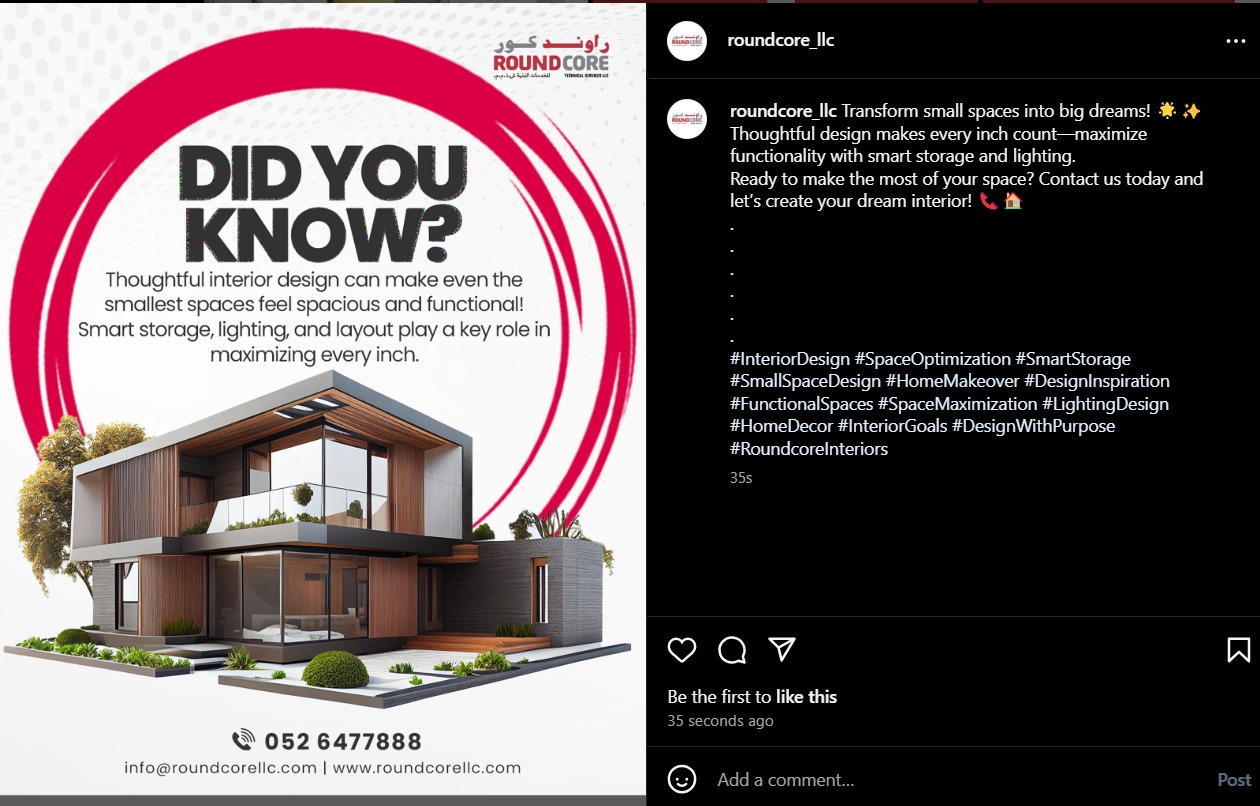 راوند كور
ROUNDCORE
للخدمات الفنية ش.ذ.م.م. TECHNICAL SERVICES LLC
DID YOU
KNOW?
Thoughtful interior design can make even the
smallest spaces feel spacious and functional!
Smart storage, lighting, and layout play a key role in
maximizing every inch.
052 6477888
info@roundcorellc.com | www.roundcorellc.com
roundcore_llc
roundcore_llc Transform small spaces into big dreams! 🌟✨
Thoughtful design makes every inch count—maximize
functionality with smart storage and lighting.
Ready to make the most of your space? Contact us today and
let’s create your dream interior! 📞🏠
.
.
.
.
.
.
#InteriorDesign #SpaceOptimization #SmartStorage
#SmallSpaceDesign #HomeMakeover #DesignInspiration
#FunctionalSpaces #SpaceMaximization #LightingDesign
#HomeDecor #InteriorGoals #DesignWithPurpose
#RoundcoreInteriors
35s
Be the first to like this
35 seconds ago
Add a comment...
Post